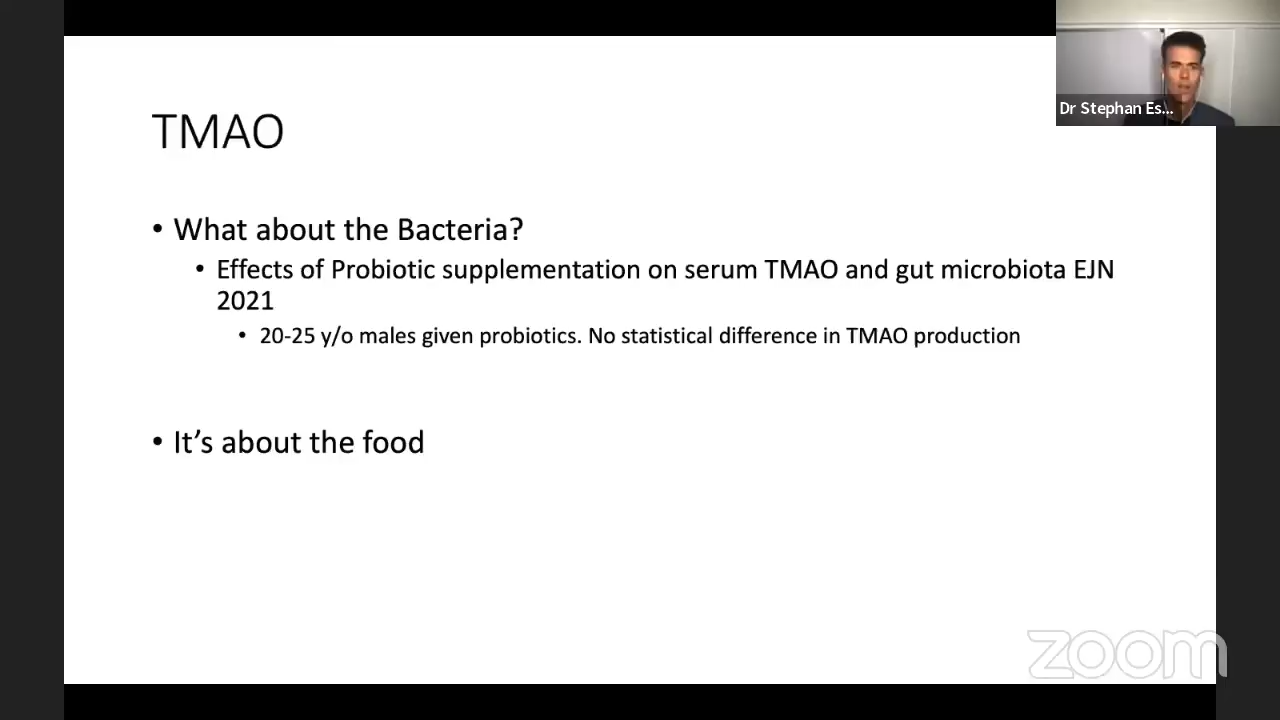 Dr Stephan Es...
TMAO
• What about the Bacteria?
• Effects of Probiotic supplementation on serum TMAO and gut microbiota EJN
2021
• 20-25 y/o males given probiotics. No statistical difference in TMAO production
• It’s about the food
zoom